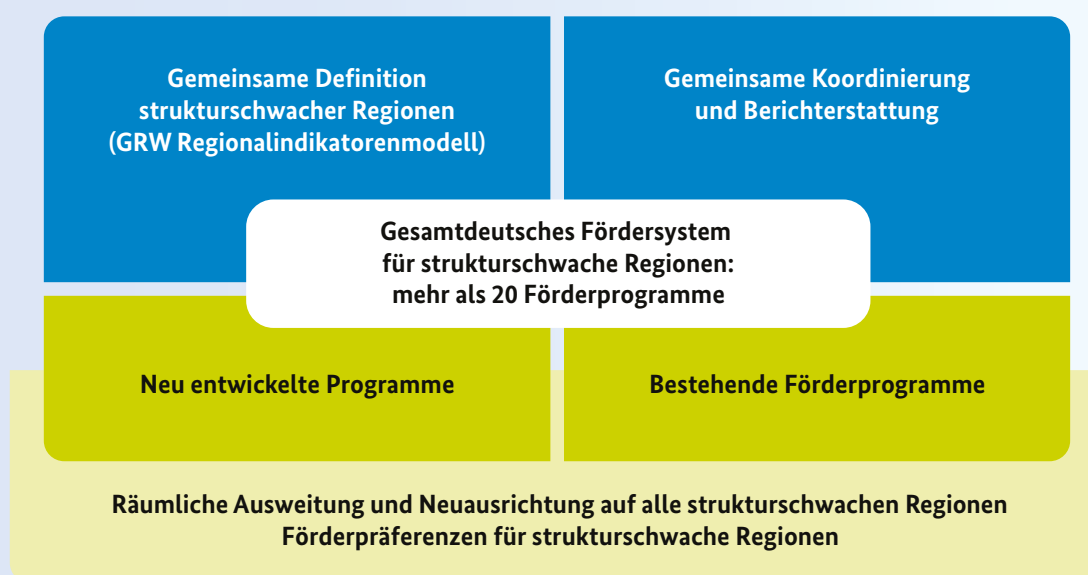 Gemeinsame Definition
strukturschwacher Regionen
(GRW Regionalindikatorenmodell)
Gemeinsame Koordinierung
und Berichterstattung
Gesamtdeutsches Fördersystem
für strukturschwache Regionen:
mehr als 20 Förderprogramme
Neu entwickelte Programme
Bestehende Förderprogramme
Räumliche Ausweitung und Neuausrichtung auf alle strukturschwachen Regionen
Förderpräferenzen für strukturschwache Regionen